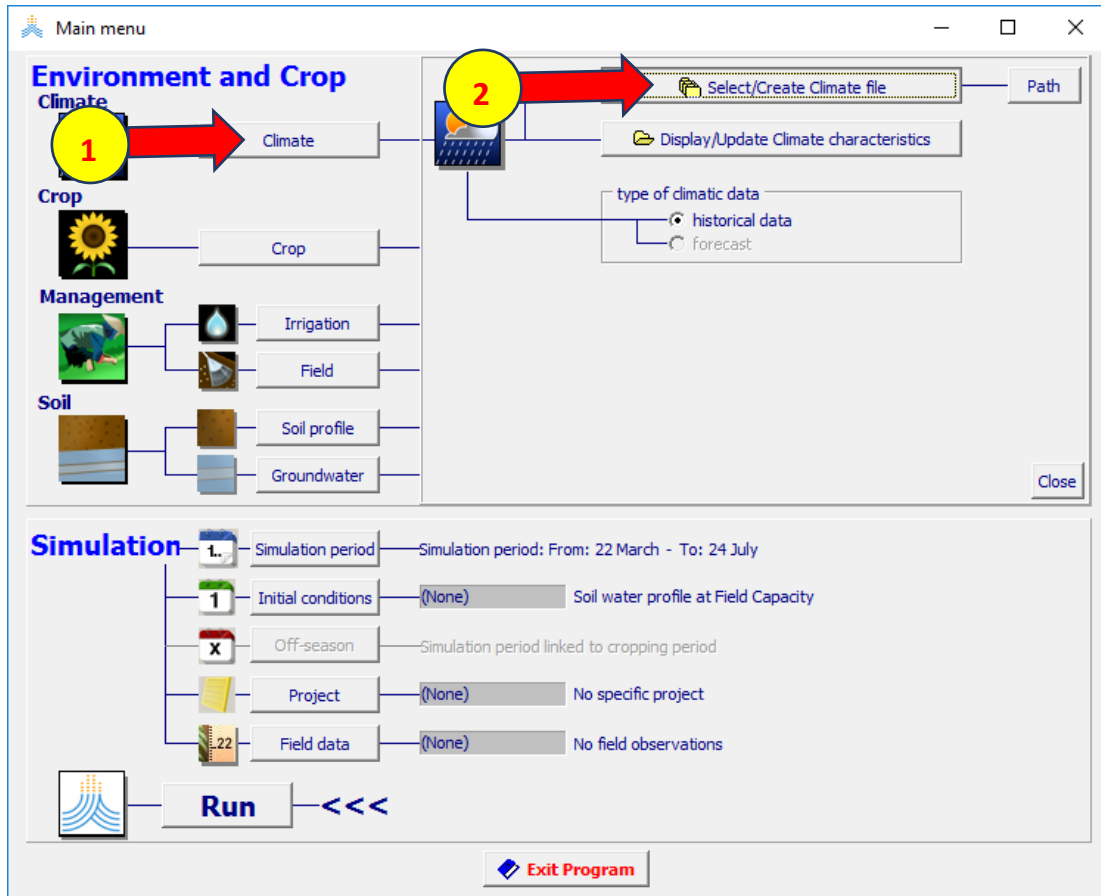 Main menu
Environment and Crop
Climate
1
Climate
2
Select/Create Climate file
Path
Display/Update Climate characteristics
type of climatic data
historical data
forecast
Crop
Crop
Management
Irrigation
Field
Soil
Soil profile
Groundwater
Close
Simulation
1..
Simulation period
Simulation period: From: 22 March - To: 24 July
1
Initial conditions
(None)
Soil water profile at Field Capacity
X
Off-season
Simulation period linked to cropping period
Project
(None)
No specific project
..22
Field data
(None)
No field observations
Run
<<<
Exit Program